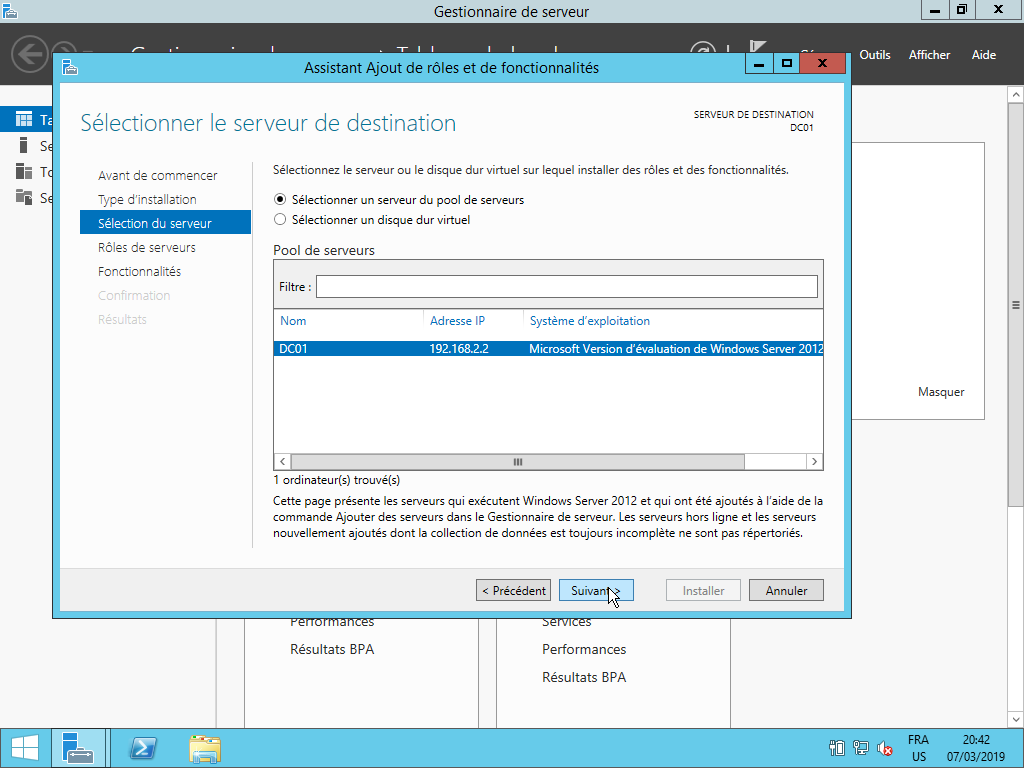 Gestionnaire de serveur
Outils Afficher Aide
Assistant Ajout de rôles et de fonctionnalités
Sélectionner le serveur de destination
SERVEUR DE DESTINATION
DC01
Avant de commencer
Type d'installation
Sélection du serveur
Rôles de serveurs
Fonctionnalités
Confirmation
Résultats
Sélectionnez le serveur ou le disque dur virtuel sur lequel installer des rôles et des fonctionnalités.
Sélectionner un serveur du pool de serveurs
Sélectionner un disque dur virtuel
Pool de serveurs
Filtre :
Nom Adresse IP Système d'exploitation
DC01 192.168.2.2 Microsoft Version d'évaluation de Windows Server 2012
1 ordinateur(s) trouvé(s)
Cette page présente les serveurs qui exécutent Windows Server 2012 et qui ont été ajoutés à l'aide de la
commande Ajouter des serveurs dans le Gestionnaire de serveur. Les serveurs hors ligne et les serveurs
nouvellement ajoutés dont la collection de données est toujours incomplète ne sont pas répertoriés.
< Précédent Suivant > Installer Annuler
Masquer
Performances
Résultats BPA
Services
Performances
Résultats BPA
FRA
US
20:42
07/03/2019